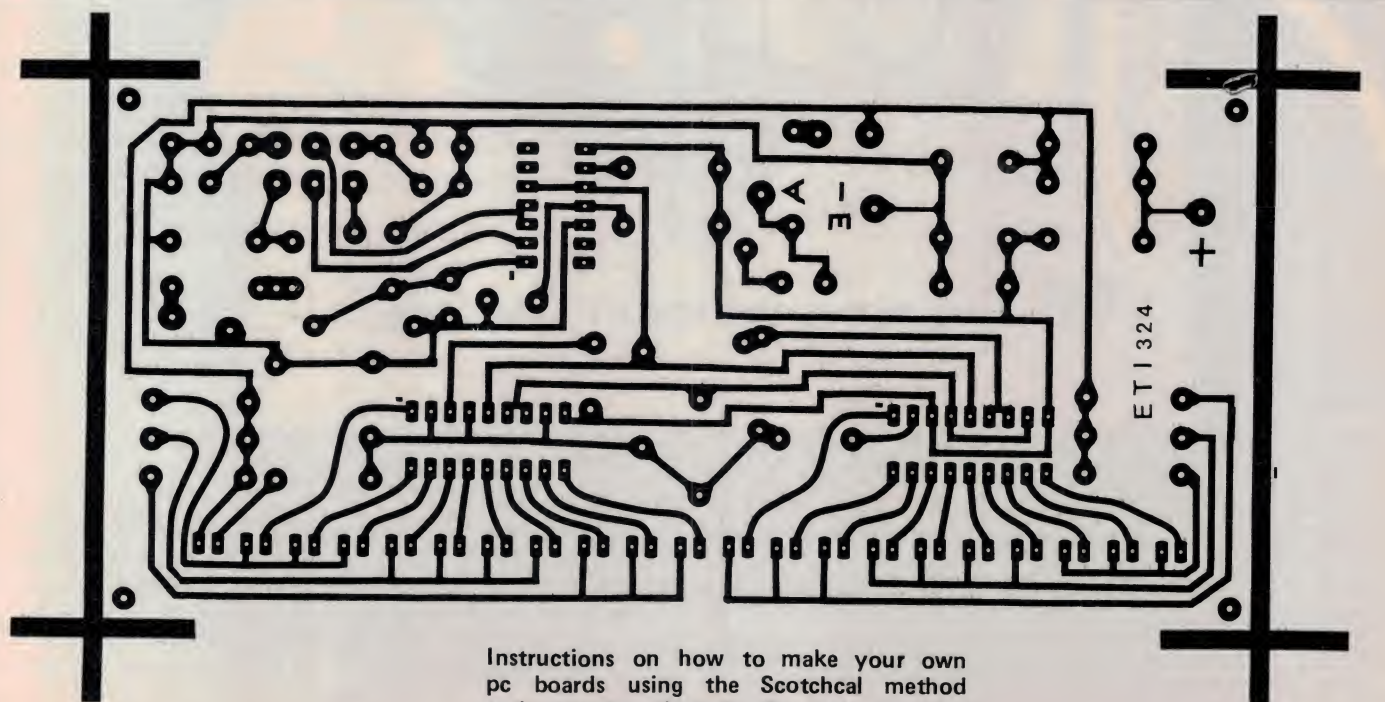 A
–
E
+
ETI 324
Instructions on how to make your own
pc boards using the Scotchcal method